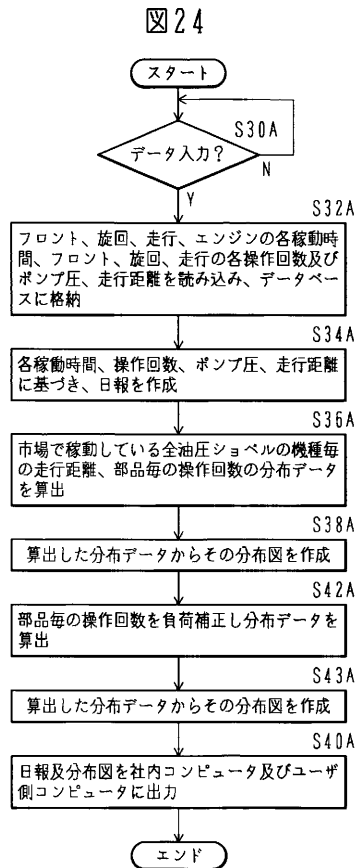 図24
スタート
S30A
データ入力？
N
Y
S32A
フロント、旋回、走行、エンジンの各稼動時
間、フロント、旋回、走行の各操作回数及び
ポンプ圧、走行距離を読み込み、データベー
スに格納
S34A
各稼働時間、操作回数、ポンプ圧、走行距離
に基づき、日報を作成
S36A
市場で稼動している全油圧ショベルの機種毎
の走行距離、部品毎の操作回数の分布データ
を算出
S38A
算出した分布データからその分布図を作成
S42A
部品毎の操作回数を負荷補正し分布データを
算出
S43A
算出した分布データからその分布図を作成
S40A
日報及分布図を社内コンピュータ及びユーザ
側コンピュータに出力
エンド